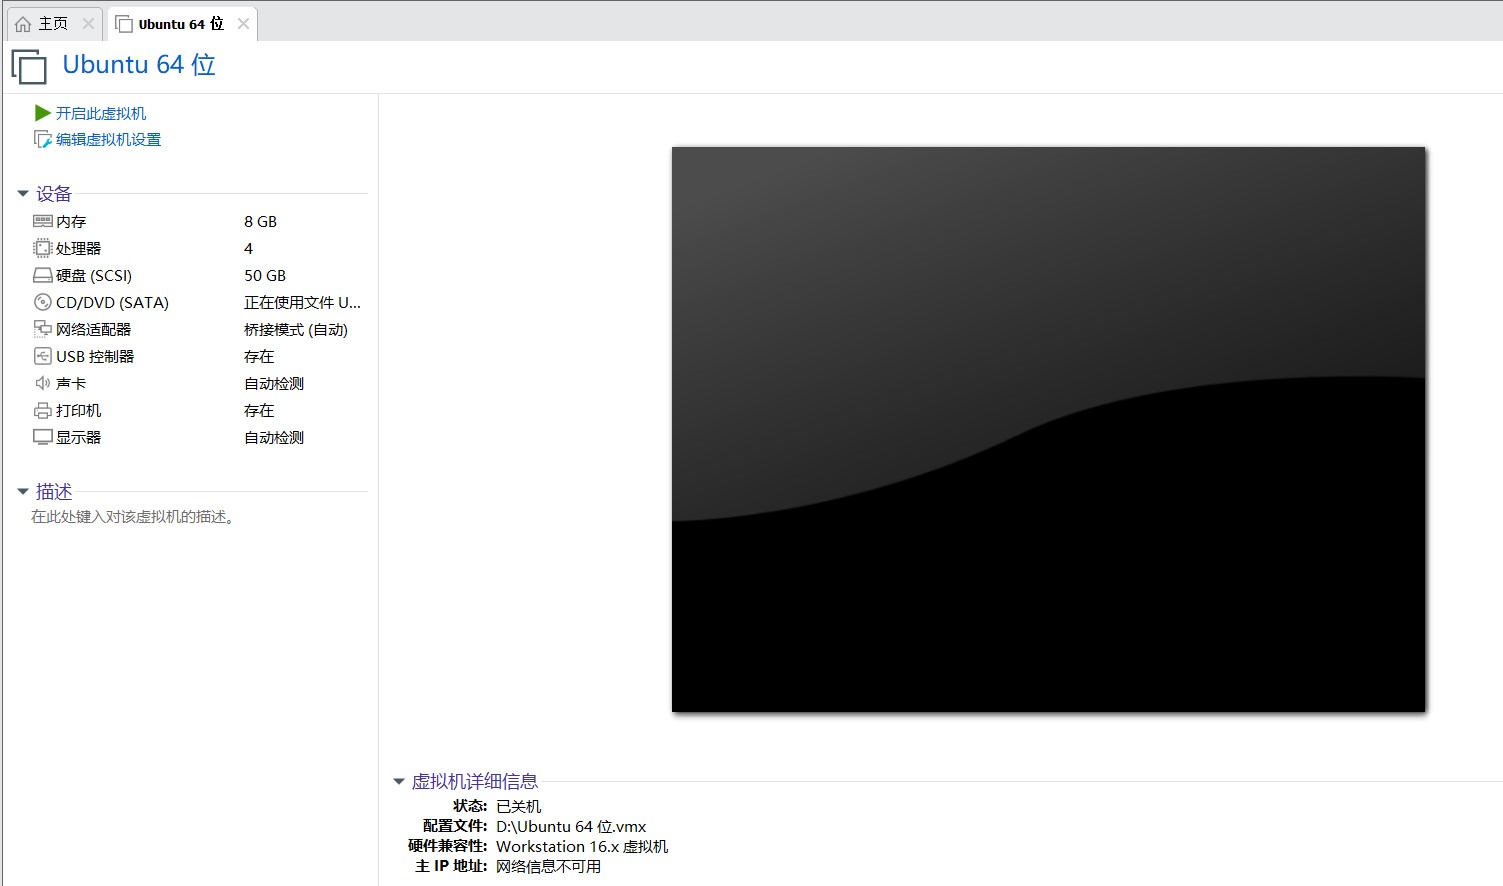 主页
Ubuntu 64 位
Ubuntu 64 位
开启此虚拟机
编辑虚拟机设置
设备
内存 8 GB
处理器 4
硬盘 (SCSI) 50 GB
CD/DVD (SATA) 正在使用文件 U...
网络适配器 桥接模式 (自动)
USB 控制器 存在
声卡 自动检测
打印机 存在
显示器 自动检测
描述
在此处键入对该虚拟机的描述。
虚拟机详细信息
状态: 已关机
配置文件: D:\Ubuntu 64 位.vmx
硬件兼容性: Workstation 16.x 虚拟机
主 IP 地址: 网络信息不可用